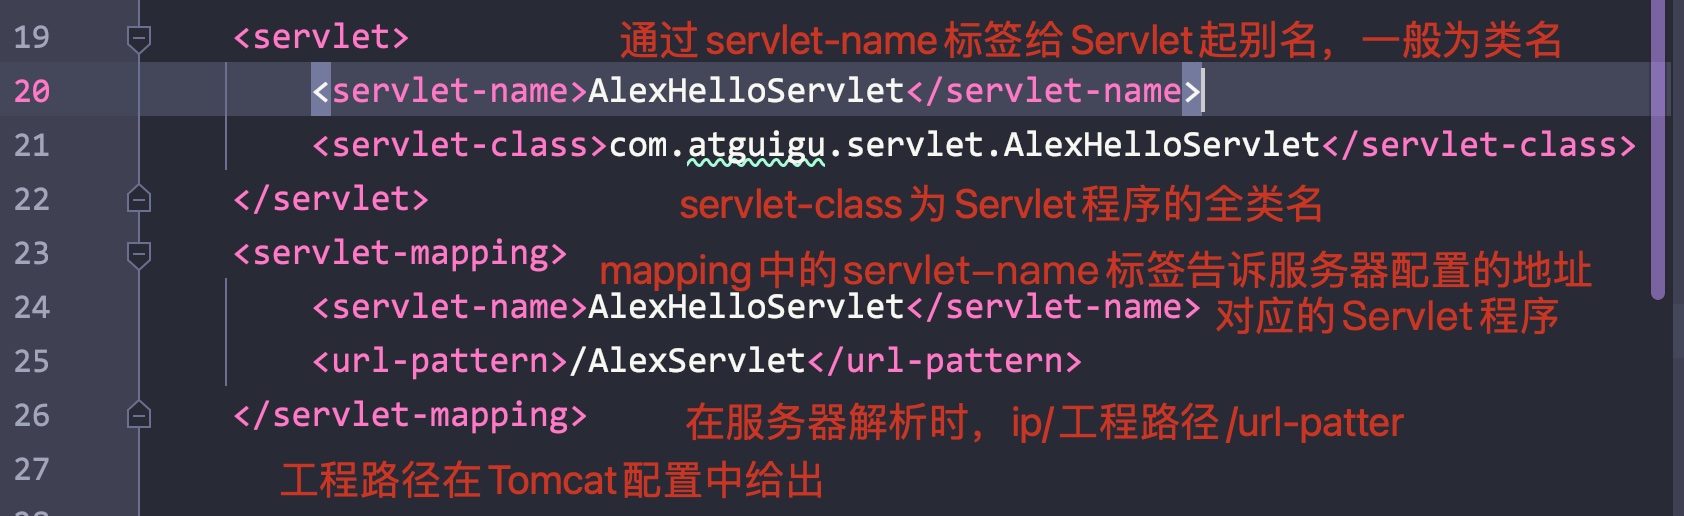 19 <servlet> 通过 servlet-name 标签给 Servlet 起别名，一般为类名
20 <servlet-name>AlexHelloServlet</servlet-name>
21 <servlet-class>com.atguigu.servlet.AlexHelloServlet</servlet-class>
22 </servlet> servlet-class 为 Servlet 程序的全类名
23 <servlet-mapping> mapping 中的 servlet-name 标签告诉服务器配置的地址
24 <servlet-name>AlexHelloServlet</servlet-name> 对应的 Servlet 程序
25 <url-pattern>/AlexServlet</url-pattern>
26 </servlet-mapping> 在服务器解析时，ip/ 工程路径 /url-patter
27 工程路径在 Tomcat 配置中给出